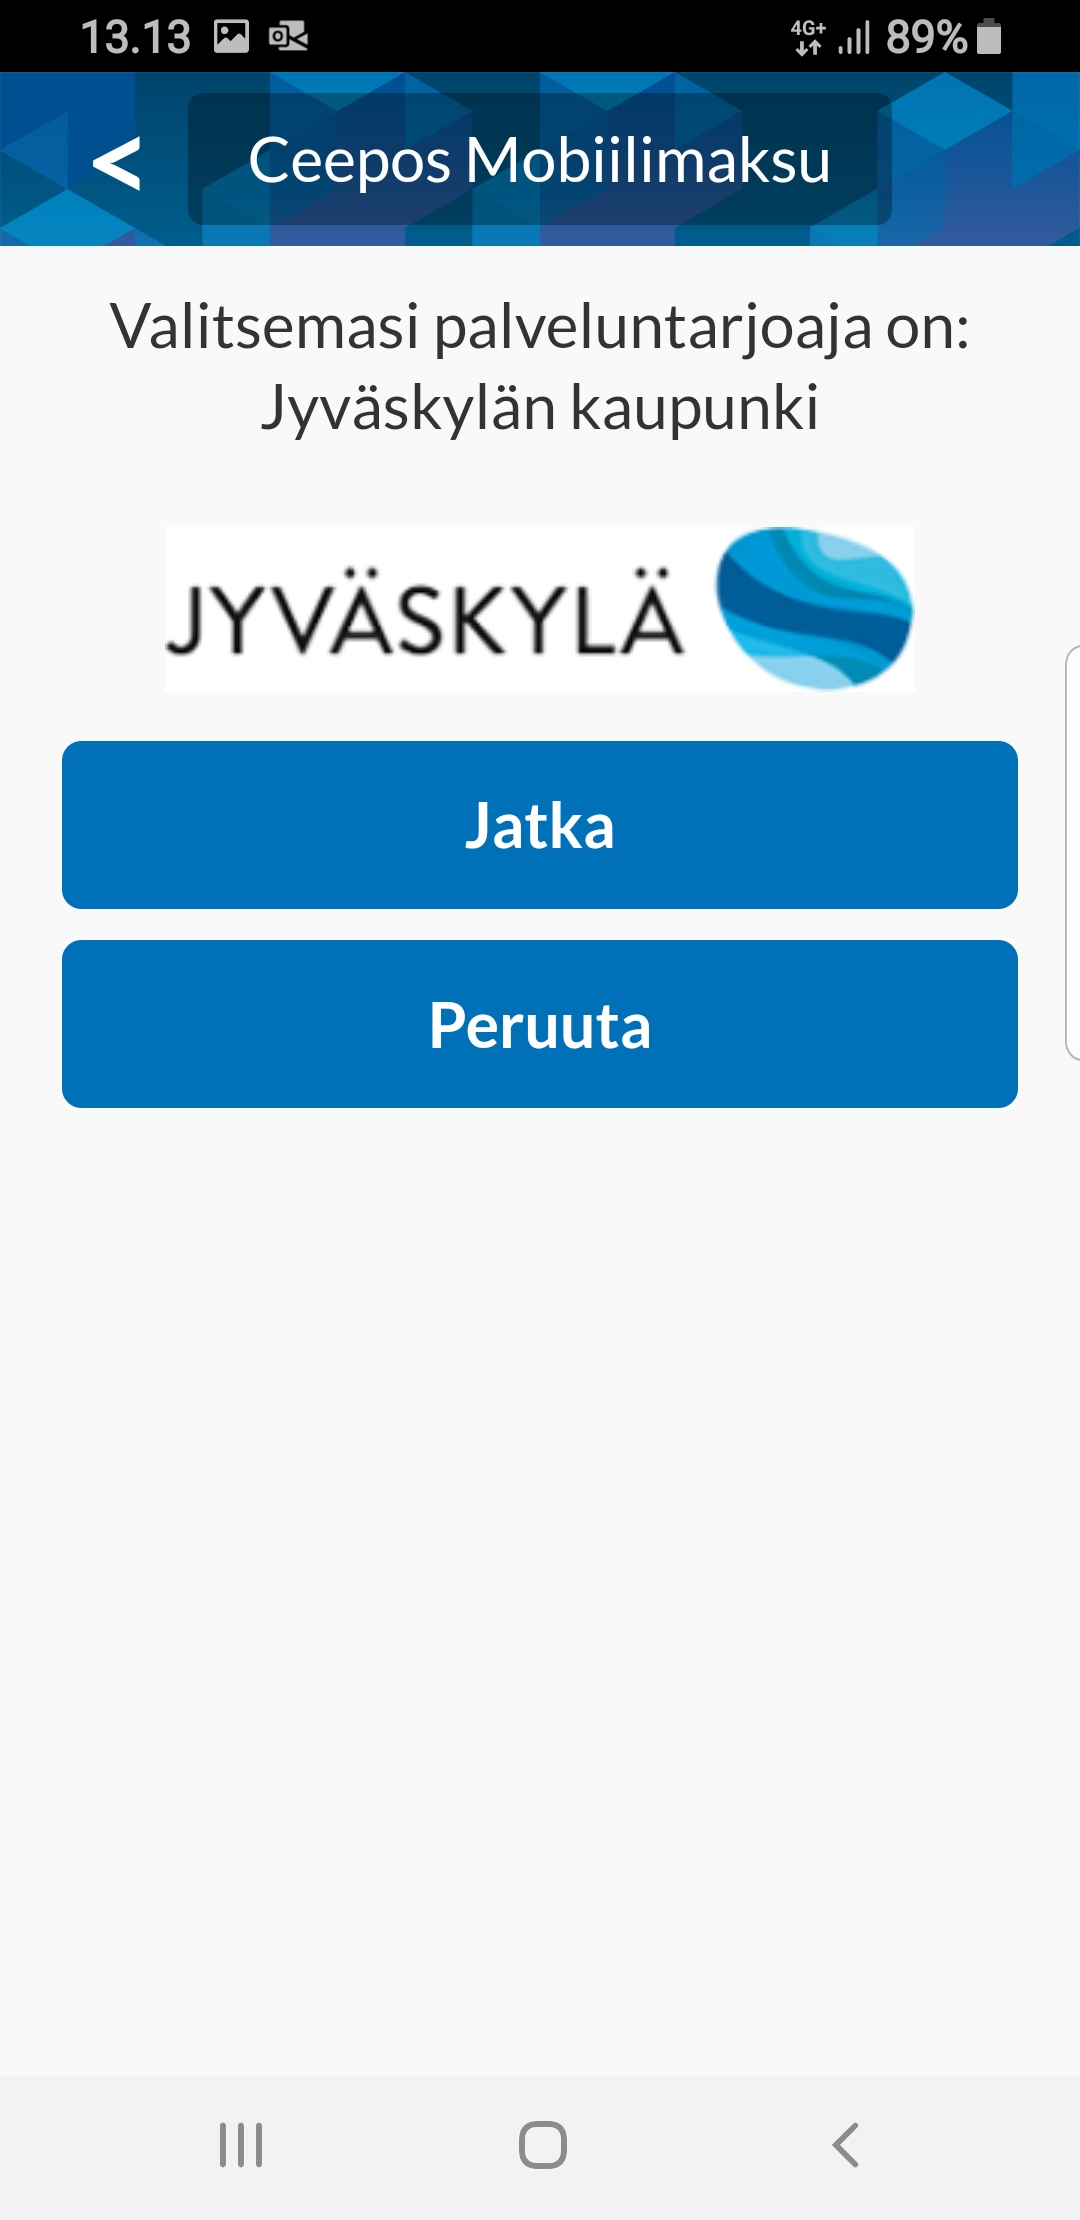 13.13
4G+
89%
<
Ceepos Mobiilimaksu
Valitsemasi palveluntarjoaja on:
Jyväskylän kaupunki
JYVÄSKYLÄ
Jatka
Peruuta